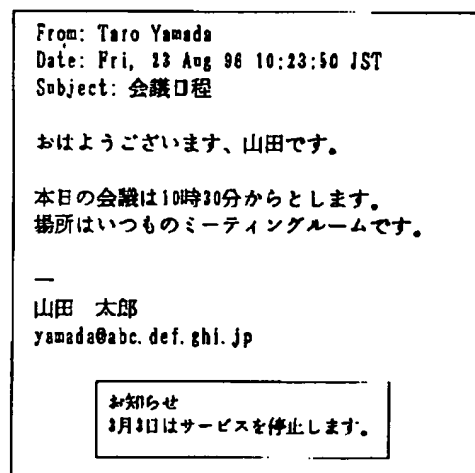 From: Taro Yamada
Date: Fri, 23 Aug 96 10:23:50 JST
Subject: 会議日程
おはようございます、山田です。
本日の会議は10時30分からとします。
場所はいつものミーティングルームです。
—
山田 太郎
yamada@abc.def.ghi.jp
お知らせ
3月3日はサービスを停止します。